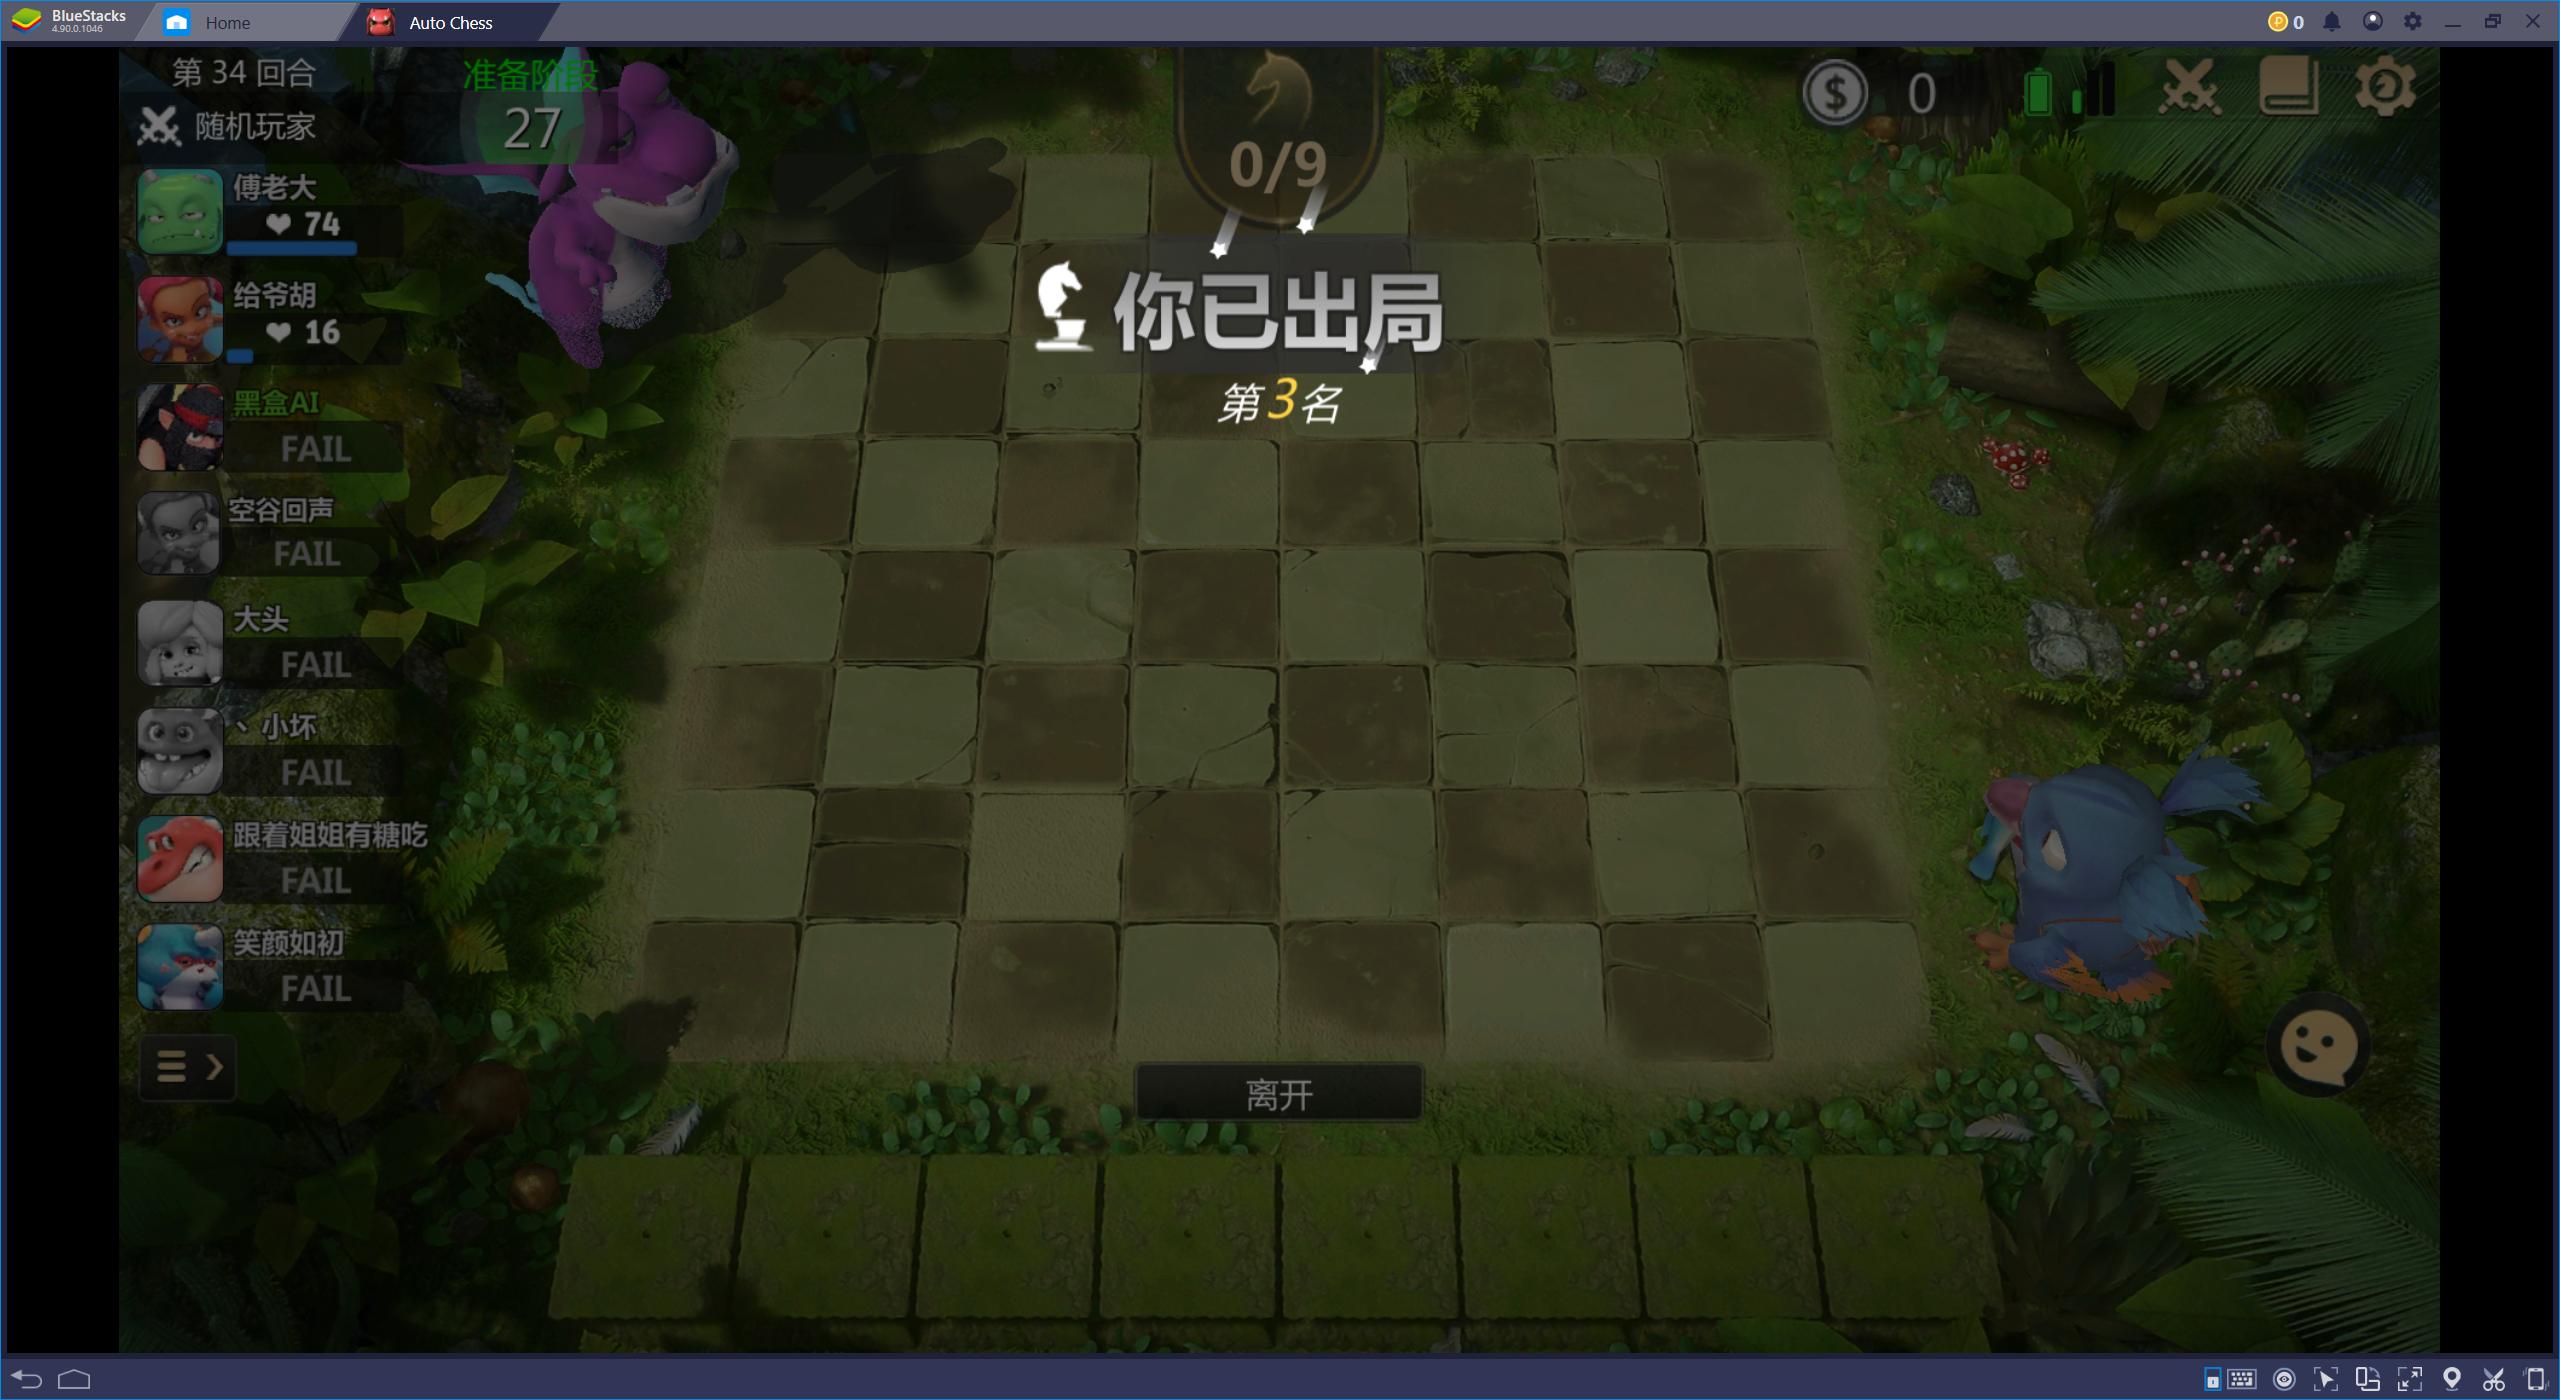 BlueStacks
4.90.0.1046
Home
Auto Chess
0
第 34 回合
准备阶段
27
随机玩家
0/9
0
傅老大
74
给爷胡
16
黑盒AI
FAIL
空谷回声
FAIL
大头
FAIL
丶小坏
FAIL
跟着姐姐有糖吃
FAIL
笑颜如初
FAIL
你已出局
第3名
离开